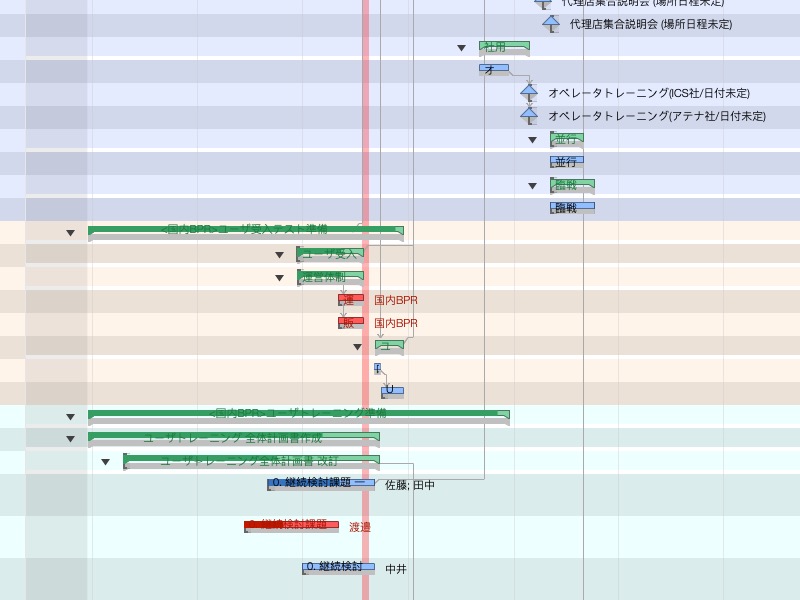 代理店集合説明会 (場所日程未定)
代理店集合説明会 (場所日程未定)
社用
オ
オペレータトレーニング(ICS社/日付未定)
オペレータトレーニング(アテナ社/日付未定)
並行
並行
臨戦
臨戦
<国内BPR>ユーザ受入テスト準備
ユーザ受入
運営体制
運 国内BPR
販 国内BPR
ユ
U
<国内BPR>ユーザトレーニング準備
ユーザトレーニング 全体計画書作成
ユーザトレーニング全体計画書 改訂
0. 継続検討課題 一 佐藤; 田中
0. 継続検討課題 渡邉
0. 継続検討 中井